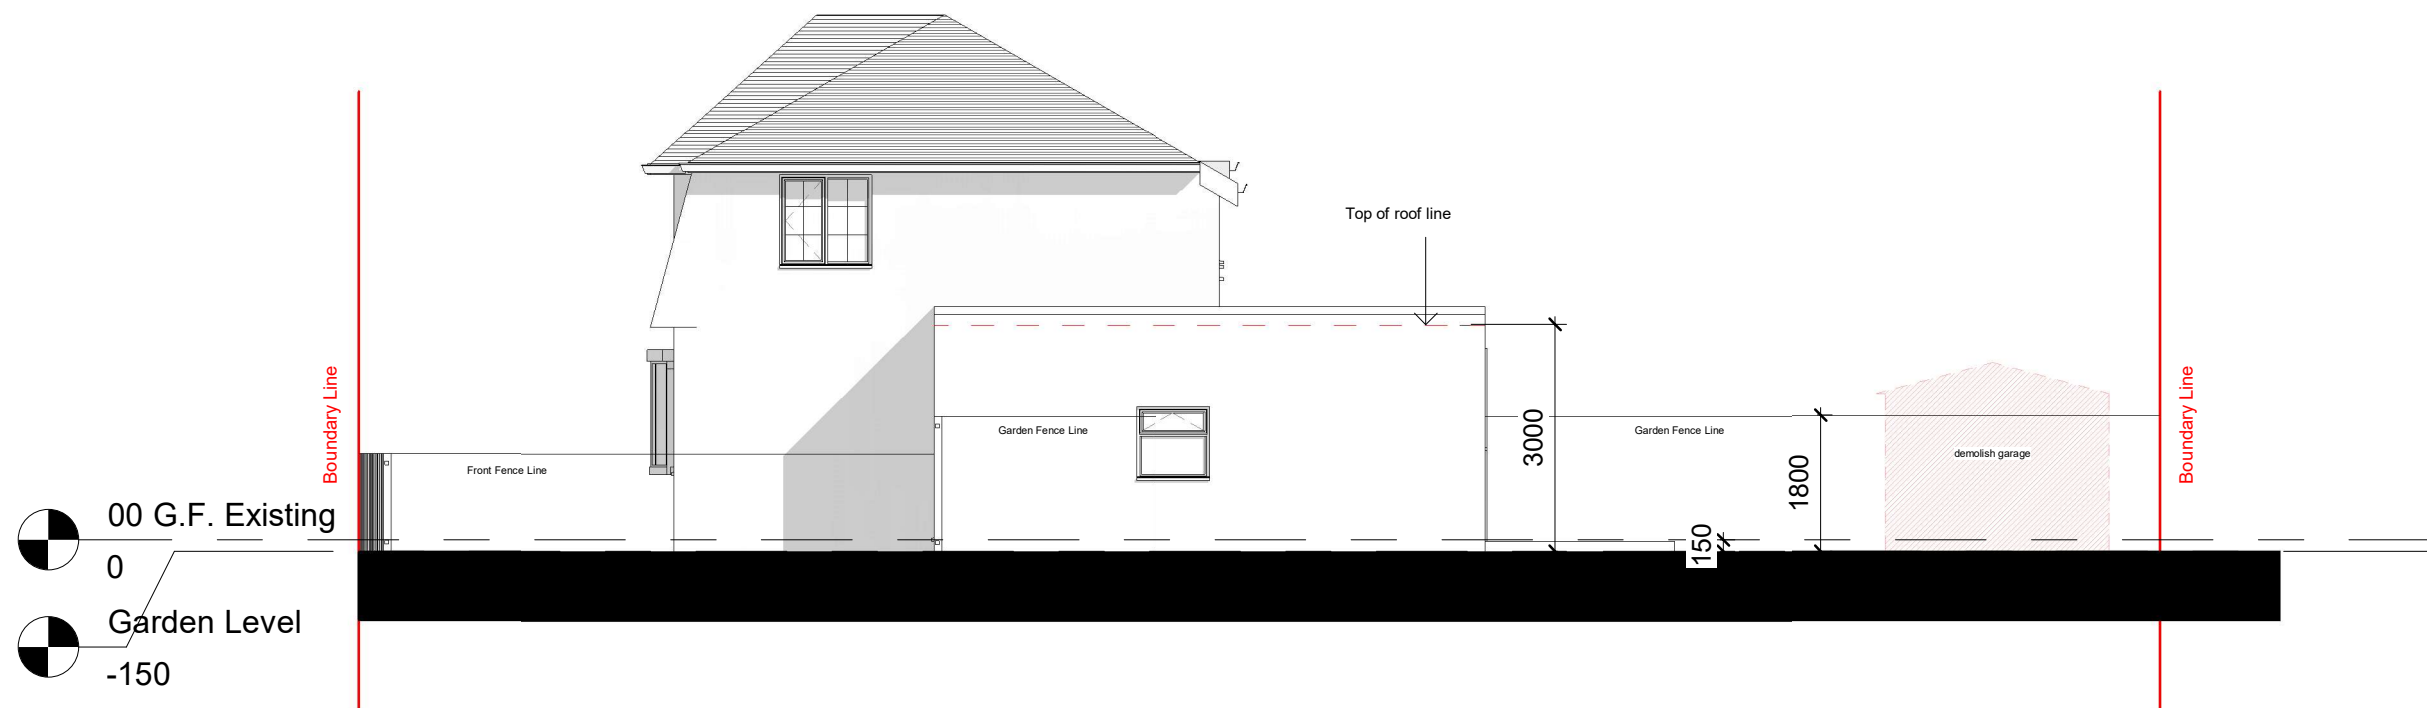 Top of roof line
Boundary Line
Boundary Line
3000
Garden Fence Line
Garden Fence Line
1800
demolish garage
Front Fence Line
00 G.F. Existing
0
150
Garden Level
-150